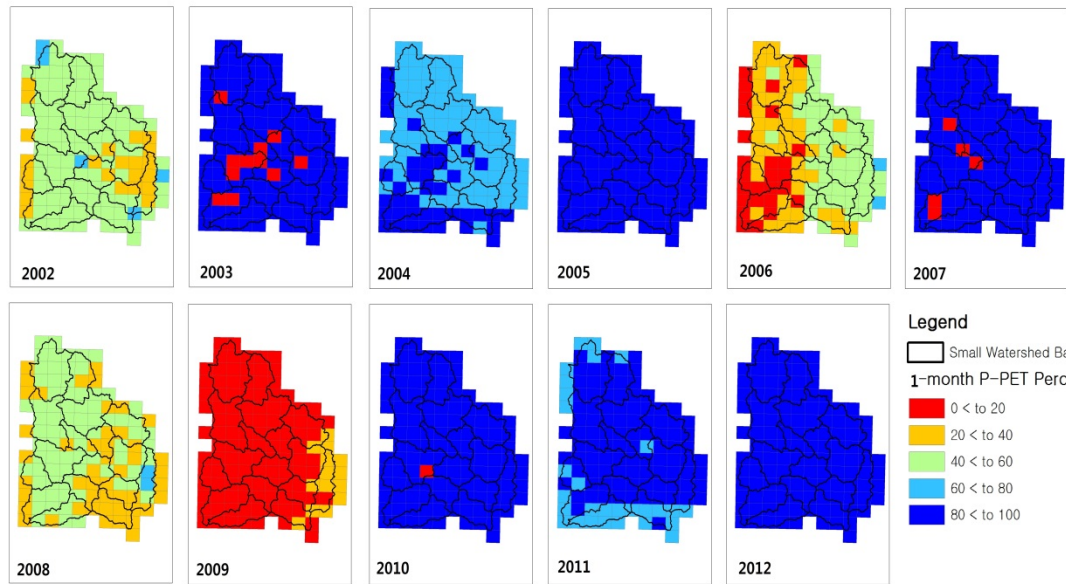 2002
2003
2004
2005
2006
2007
2008
2009
2010
2011
2012
Legend
Small Watershed Ba
1-month P-PET Perc
0 < to 20
20 < to 40
40 < to 60
60 < to 80
80 < to 100